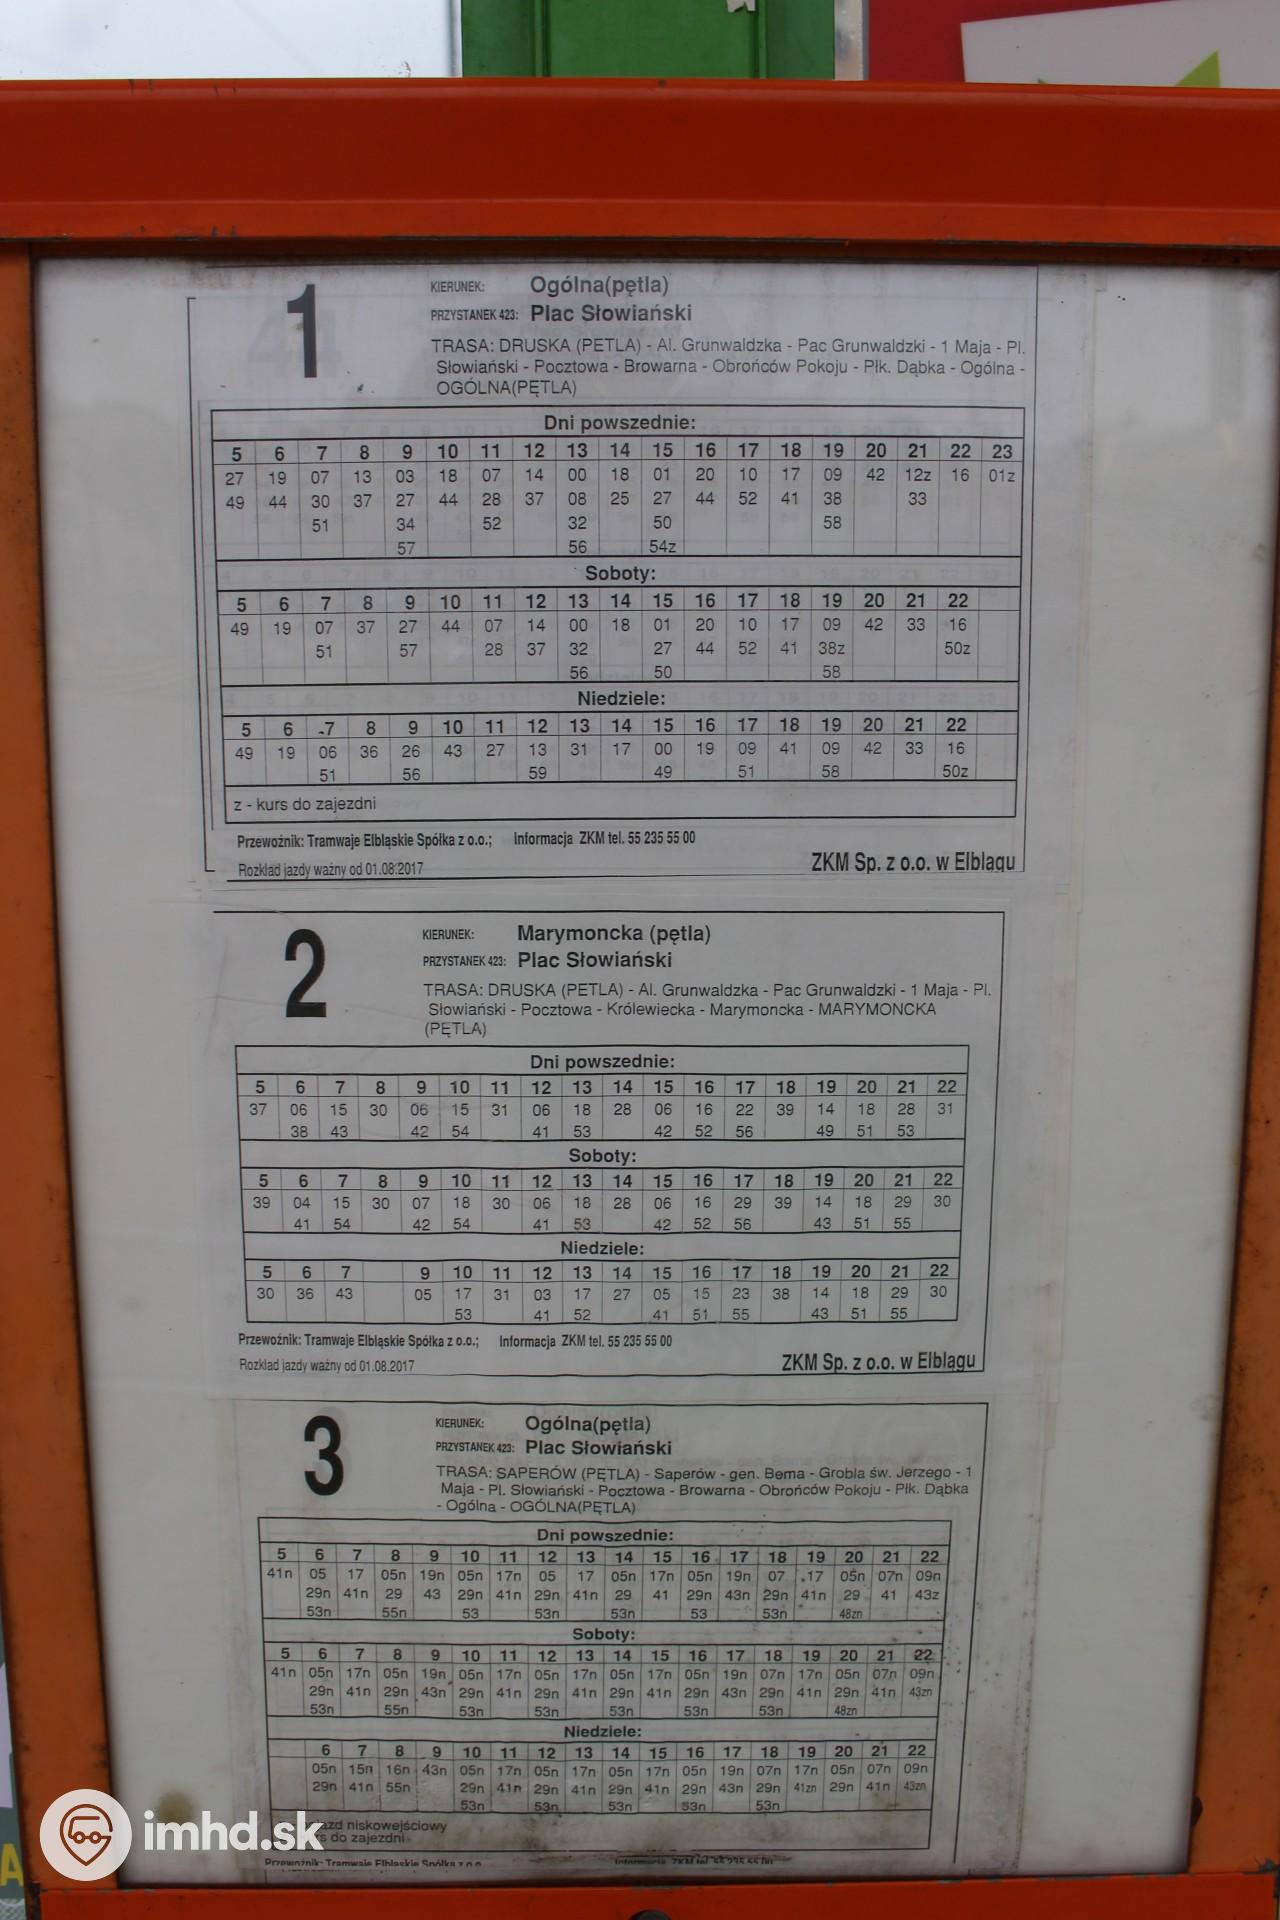 1
KIERUNEK: Ogólna(pętla)
PRZYSTANEK 423: Plac Słowiański
TRASA: DRUSKA (PETLA) - Al. Grunwaldzka - Pac Grunwaldzki - 1 Maja - Pl.
Słowiański - Pocztowa - Browarna - Obrońców Pokoju - Płk. Dąbka - Ogólna -
OGÓLNA(PĘTLA)
Dni powszednie:
5 6 7 8 9 10 11 12 13 14 15 16 17 18 19 20 21 22 23
27 19 07 13 03 18 07 14 00 18 01 20 10 17 09 42 12z 16 01z
49 44 30 37 27 44 28 37 08 25 27 44 52 41 38 33
51 34 52 32 50 58
57 56 54z
Soboty:
5 6 7 8 9 10 11 12 13 14 15 16 17 18 19 20 21 22
49 19 07 37 27 44 07 14 00 18 01 20 10 17 09 42 33 16
51 57 28 37 32 27 44 52 41 38z 50z
56 50 58
Niedziele:
5 6 7 8 9 10 11 12 13 14 15 16 17 18 19 20 21 22
49 19 06 36 26 43 27 13 31 17 00 19 09 41 09 42 33 16
51 56 59 49 51 58 50z
z - kurs do zajezdni
Przewoźnik: Tramwaje Elbląskie Spółka z o.o.; Informacja ZKM tel. 55 235 55 00
Rozkład jazdy ważny od 01.08.2017 ZKM Sp. z o.o. w Elblągu
2
KIERUNEK: Marymoncka (pętla)
PRZYSTANEK 423: Plac Słowiański
TRASA: DRUSKA (PETLA) - Al. Grunwaldzka - Pac Grunwaldzki - 1 Maja - Pl.
Słowiański - Pocztowa - Królewiecka - Marymoncka - MARYMONCKA
(PĘTLA)
Dni powszednie:
5 6 7 8 9 10 11 12 13 14 15 16 17 18 19 20 21 22
37 06 15 30 06 15 31 06 18 28 06 16 22 39 14 18 28 31
38 43 42 54 41 53 42 52 56 49 51 53
Soboty:
5 6 7 8 9 10 11 12 13 14 15 16 17 18 19 20 21 22
39 04 15 30 07 18 30 06 18 28 06 16 29 39 14 18 29 30
41 54 42 54 41 53 42 52 56 43 51 55
Niedziele:
5 6 7 9 10 11 12 13 14 15 16 17 18 19 20 21 22
30 36 43 05 17 31 03 17 27 05 15 23 38 14 18 29 30
53 41 52 41 51 55 43 51 55
Przewoźnik: Tramwaje Elbląskie Spółka z o.o.; Informacja ZKM tel. 55 235 55 00
Rozkład jazdy ważny od 01.08.2017 ZKM Sp. z o.o. w Elblągu
3
KIERUNEK: Ogólna(pętla)
PRZYSTANEK 423: Plac Słowiański
TRASA: SAPERÓW (PĘTLA) - Saperów - gen. Bema - Grobla św. Jerzego - 1
Maja - Pl. Słowiański - Pocztowa - Browarna - Obrońców Pokoju - Płk. Dąbka
- Ogólna - OGÓLNA(PĘTLA)
Dni powszednie:
5 6 7 8 9 10 11 12 13 14 15 16 17 18 19 20 21 22
41n 05 17 05n 19n 05n 17n 05 17 05n 17n 05n 19n 07 17 05n 07n 09n
29n 41n 29 43 29n 41n 29n 41n 29 41 29n 43n 29n 41n 29 41 43z
53n 55n 53 53n 53n 53 53n 48zn
Soboty:
5 6 7 8 9 10 11 12 13 14 15 16 17 18 19 20 21 22
41n 05n 17n 05n 19n 05n 17n 05n 17n 05n 17n 05n 19n 07n 17n 05n 07n 09n
29n 41n 29n 43n 29n 41n 29n 41n 29n 41n 29n 43n 29n 41n 29n 41n 43zn
53n 55n 53n 53n 53n 53n 53n 48zn
Niedziele:
6 7 8 9 10 11 12 13 14 15 16 17 18 19 20 21 22
05n 15n 16n 43n 05n 17n 05n 17n 05n 17n 05n 19n 07n 17n 05n 07n 09n
29n 41n 55n 29n 41n 29n 41n 29n 41n 29n 43n 29n 41zn 29n 41n 43zn
53n 53n 53n 53n 53n
niskowejściowy
do zajezdni
Przewoźnik: Tramwaje Elbląskie Spółka z o.o.
imhd.sk
A